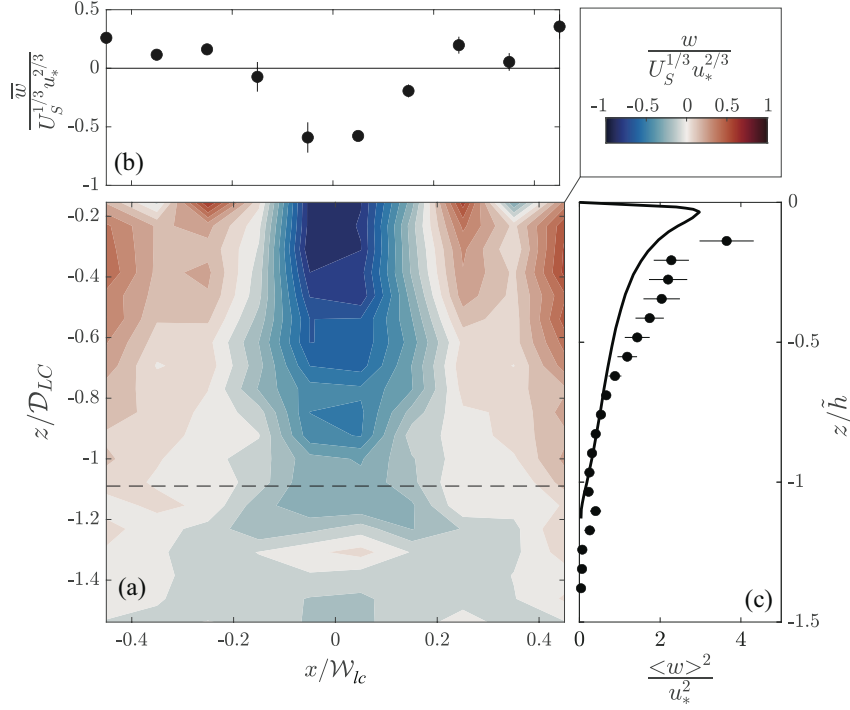 0.5
0
-0.5
-1
w̅
U_S^{1/3} u_*^{2/3}
(b)
w
U_S^{1/3} u_*^{2/3}
-1 -0.5 0 0.5 1
-0.2
-0.4
-0.6
-0.8
-1
-1.2
-1.4
z/𝒟_{LC}
(a)
-0.4 -0.2 0 0.2 0.4
x/𝒲_{lc}
0
-0.5
-1
-1.5
z/h̃
(c)
0 2 4
<w>^2
u_*^2